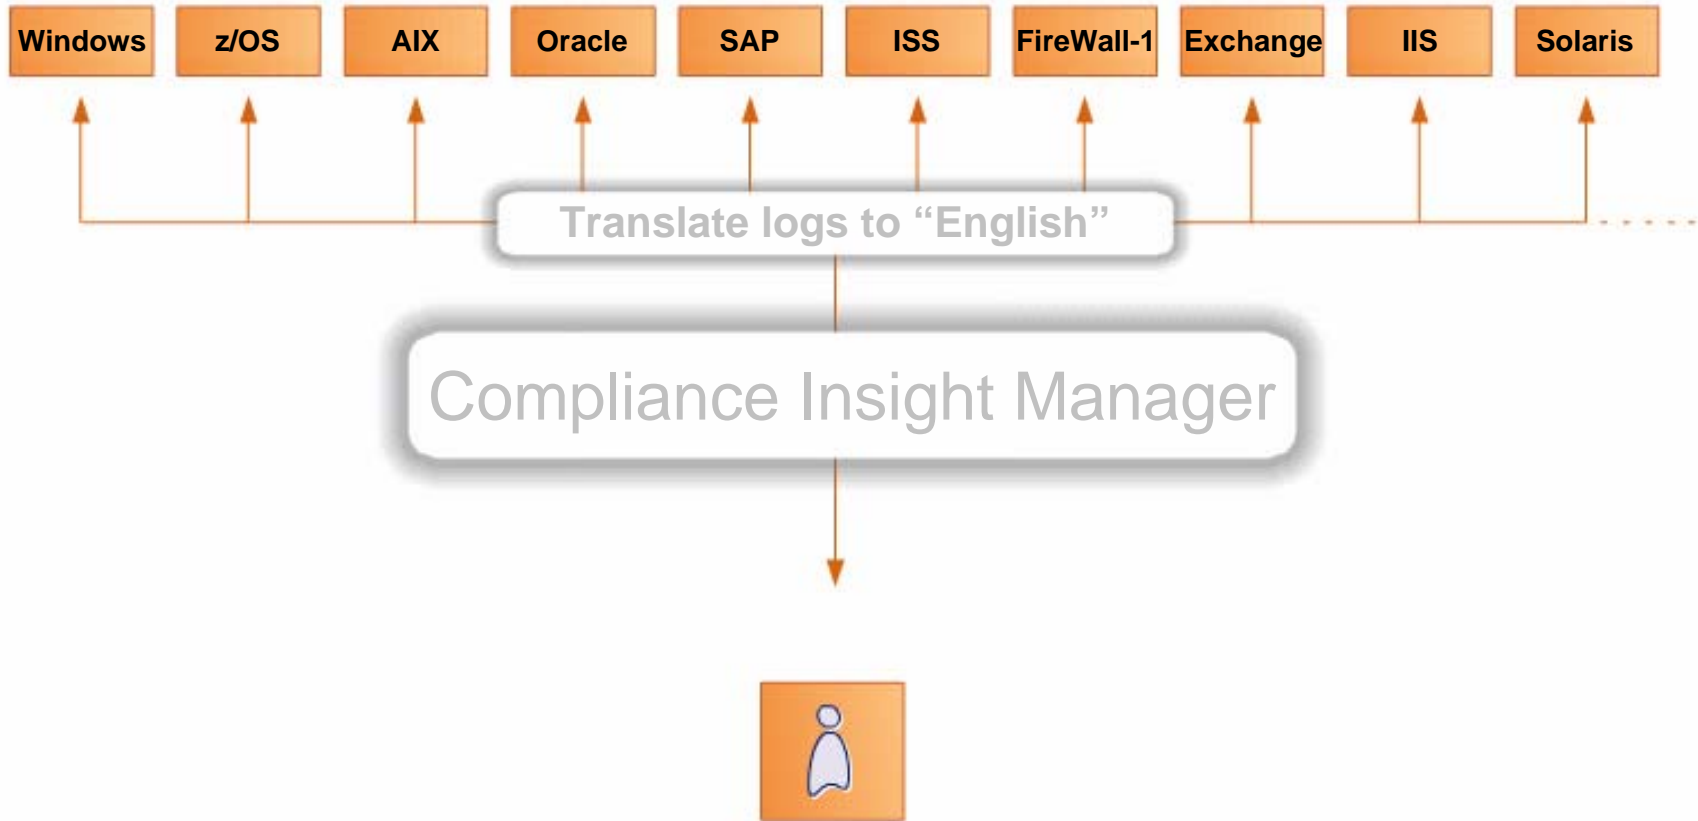 Windows z/OS AIX Oracle SAP ISS FireWall-1 Exchange IIS Solaris
Translate logs to “English”
Compliance Insight Manager